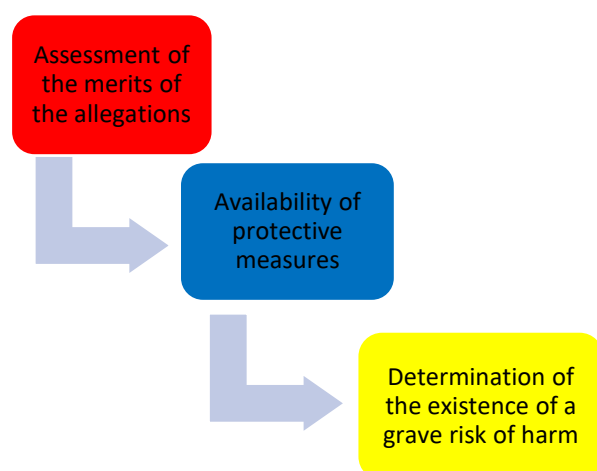 Assessment of
the merits of
the allegations
Availability of
protective
measures
Determination of
the existence of a
grave risk of harm